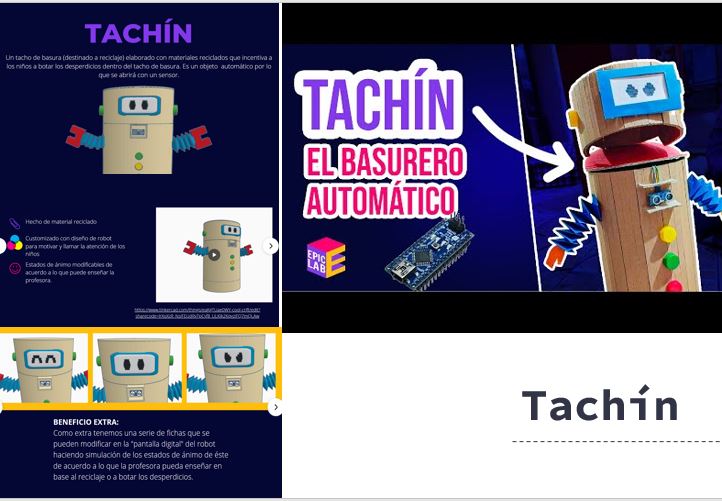 TACHÍN
Un tacho de basura (destinado a reciclaje) elaborado con materiales reciclados que incentiva a
los niños a botar los desperdicios dentro del tacho de basura. Es un objeto automático por lo
que se abrirá con un sensor.
Hecho de material reciclado
Customizado con diseño de robot
para motivar y llamar la atención de los
niños
Estados de ánimo modificables de
acuerdo a lo que puede enseñar la
profesora.
BENEFICIO EXTRA:
Como extra tenemos una serie de fichas que se
pueden modificar en la "pantalla digital" del robot
haciendo simulación de los estados de ánimo de éste
de acuerdo a lo que la profesora pueda enseñar en
base al reciclaje o a botar los desperdicios.
TACHÍN
EL BASURERO
AUTOMÁTICO
EPIC
LAB
Tachín